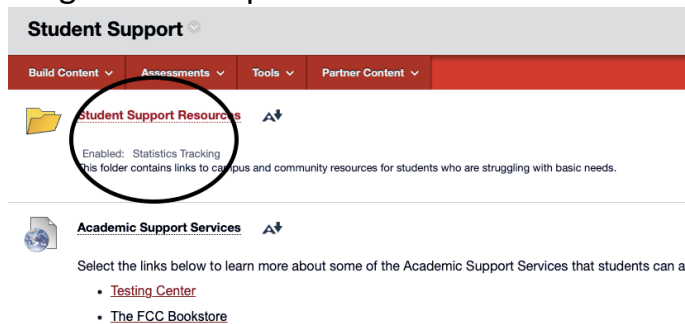 Student Support
Build Content Assessments Tools Partner Content
Student Support Resources
Enabled: Statistics Tracking
This folder contains links to campus and community resources for students who are struggling with basic needs.
Academic Support Services
Select the links below to learn more about some of the Academic Support Services that students can a
• Testing Center
• The FCC Bookstore